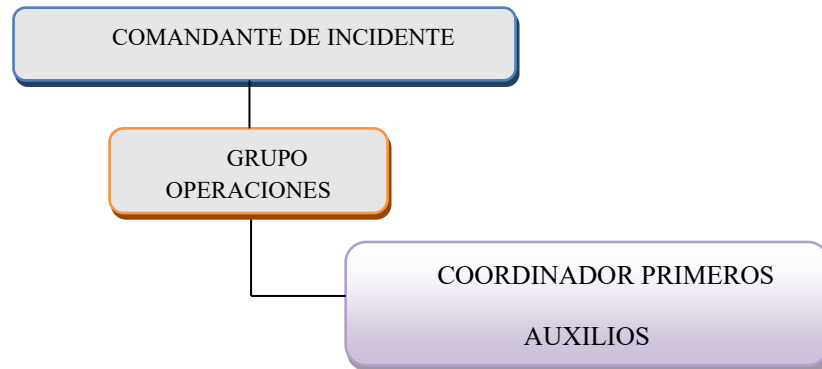 COMANDANTE DE INCIDENTE
GRUPO
OPERACIONES
COORDINADOR PRIMEROS
AUXILIOS